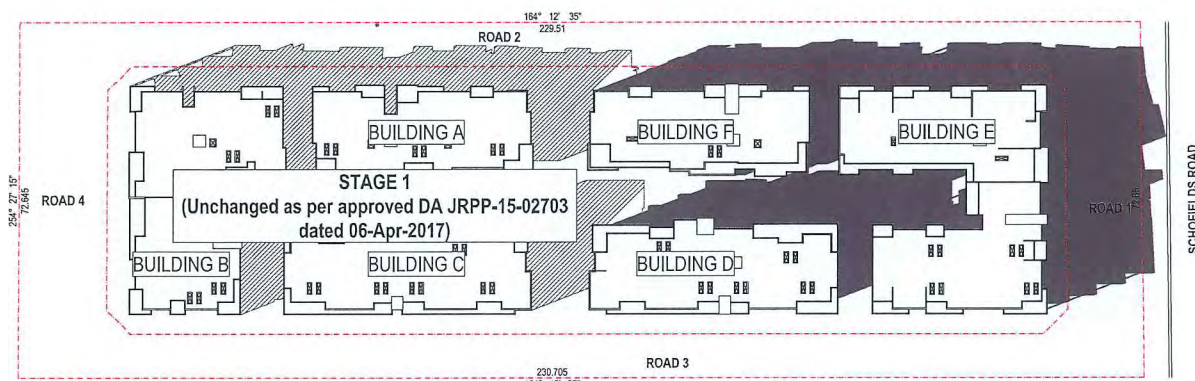 164° 12' 35"
229.51
ROAD 2
BUILDING A
BUILDING F
BUILDING E
STAGE 1
(Unchanged as per approved DA JRPP-15-02703
dated 06-Apr-2017)
254° 27' 15"
72.645
ROAD 4
ROAD 1
SCHOFIELDS ROAD
BUILDING B
BUILDING C
BUILDING D
ROAD 3
230.705